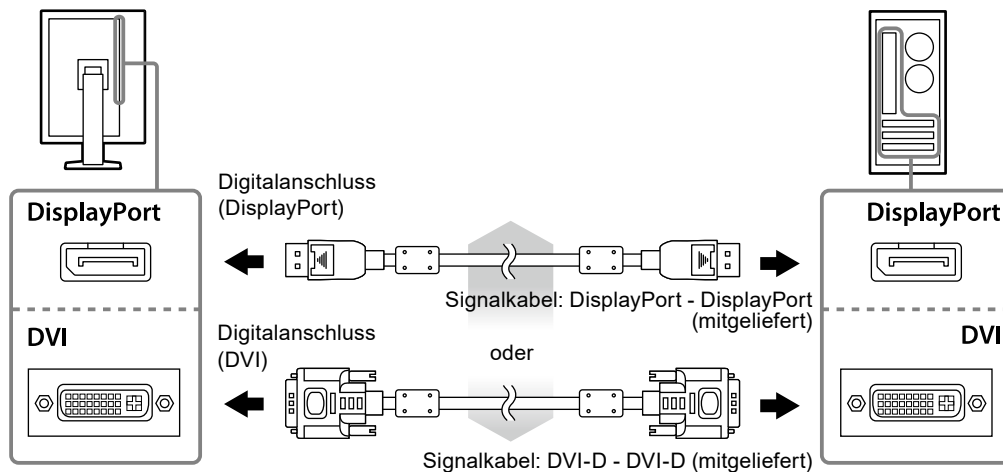 DisplayPort
Digitalanschluss
(DisplayPort)
DisplayPort
Signalkabel: DisplayPort - DisplayPort
(mitgeliefert)
DVI
Digitalanschluss
(DVI)
oder
DVI
Signalkabel: DVI-D - DVI-D (mitgeliefert)